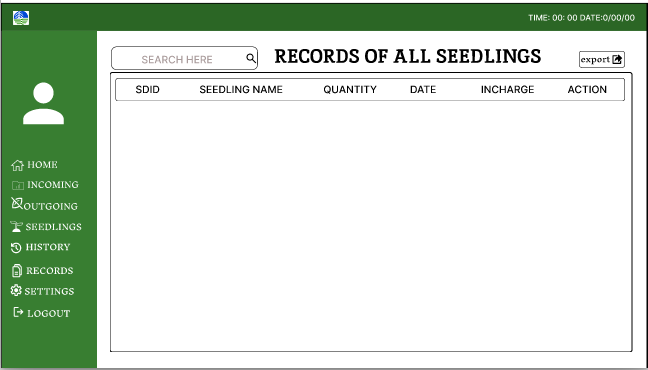 TIME: 00: 00 DATE:0/00/00
SEARCH HERE
RECORDS OF ALL SEEDLINGS
export
SDID SEEDLING NAME QUANTITY DATE INCHARGE ACTION
HOME
INCOMING
OUTGOING
SEEDLINGS
HISTORY
RECORDS
SETTINGS
LOGOUT